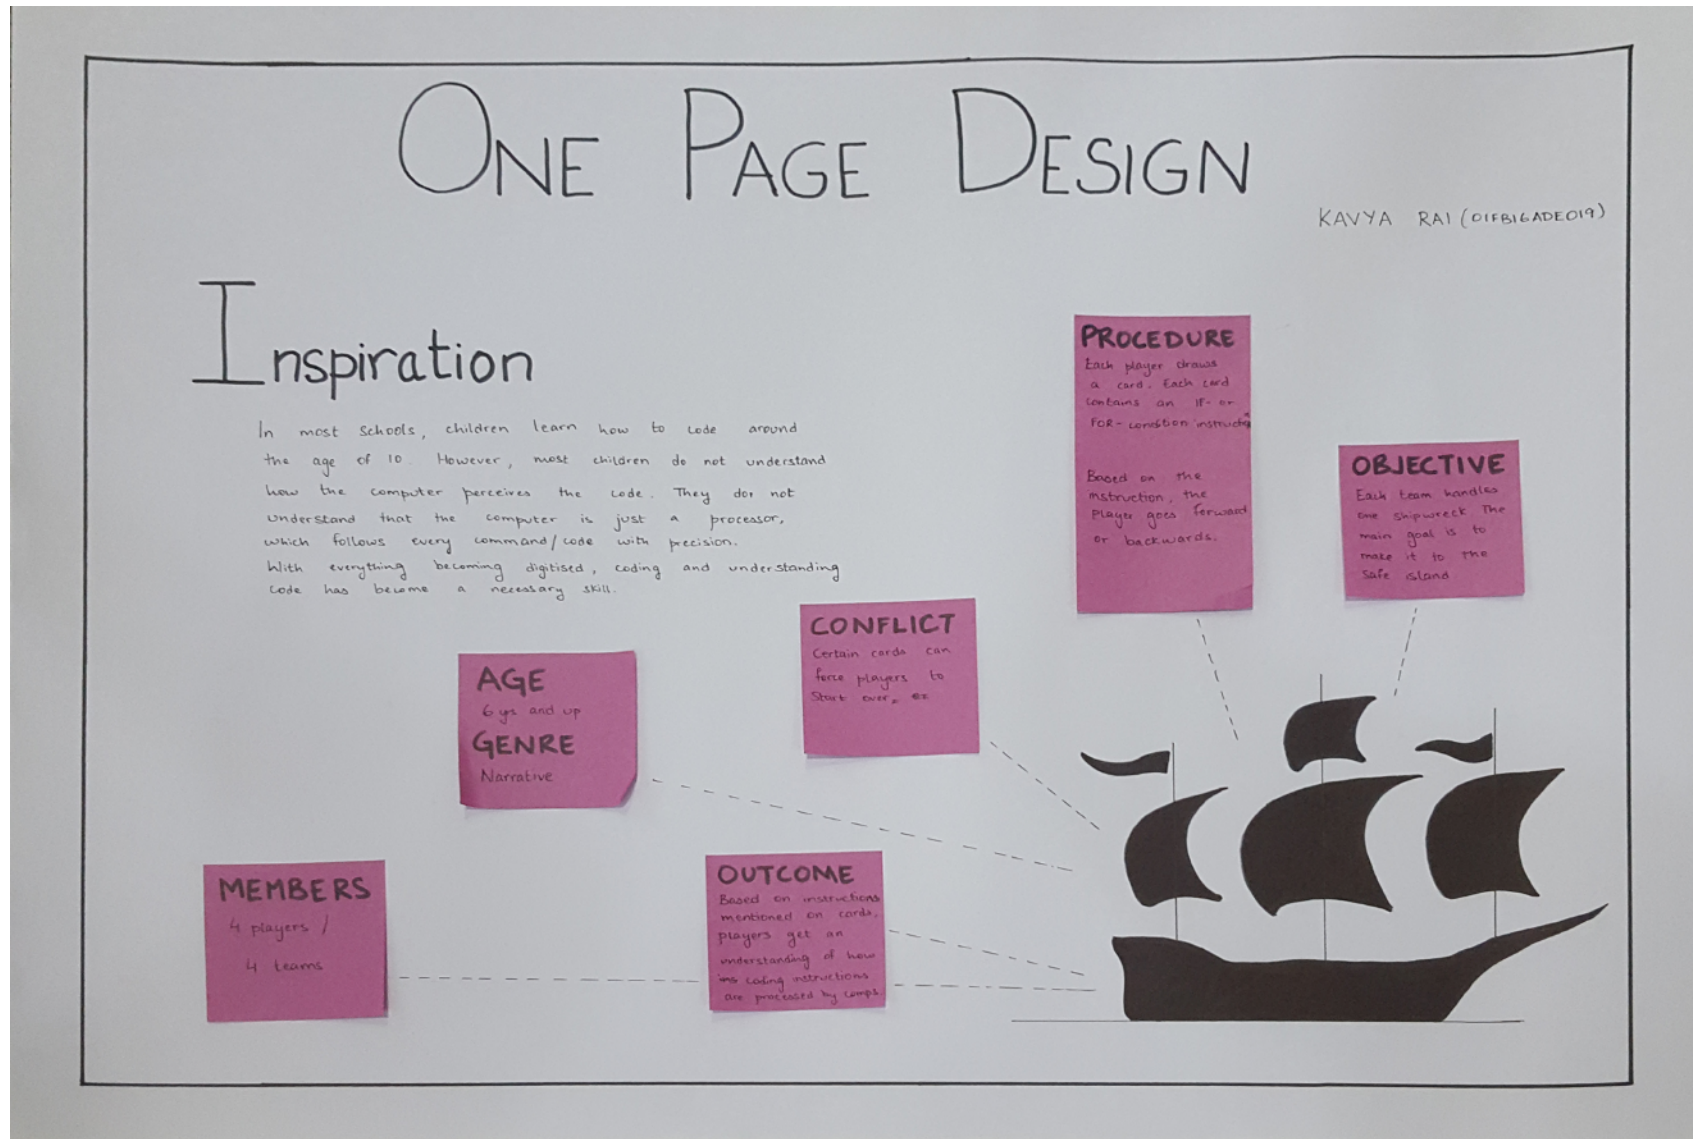 ONE PAGE DESIGN
KAVYA RAI (01FB16ADE019)
Inspiration
In most schools, children learn how to code around
the age of 10. However, most children do not understand
how the computer perceives the code. They dor not
understand that the computer is just a processor,
which follows every command/code with precision.
With everything becoming digitised, coding and understanding
code has become a necessary skill.
PROCEDURE
Each player draws
a card. Each card
contains an IF- or
FOR- condition instruction
Based on the
instruction, the
player goes forward
or backwards.
OBJECTIVE
Each team handles
one shipwreck The
main goal is to
make it to the
safe island
CONFLICT
Certain cards can
force players to
Start over,
AGE
6 ys and up
GENRE
Narrative
MEMBERS
4 players /
4 teams
OUTCOME
Based on instructions
mentioned on cards,
players get an
understanding of how
coding instructions
are processed by comps.